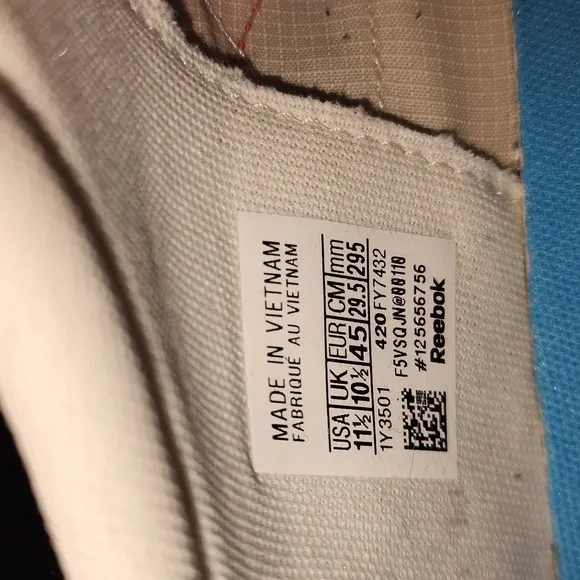 MADE IN VIETNAM
FABRIQUÉ AU VIETNAM
USA UK EUR CM mm
11½ 10½ 45 29.5 295
1Y3501 420 FY7432
F5VSQJN@00110
#125656756
Reebok